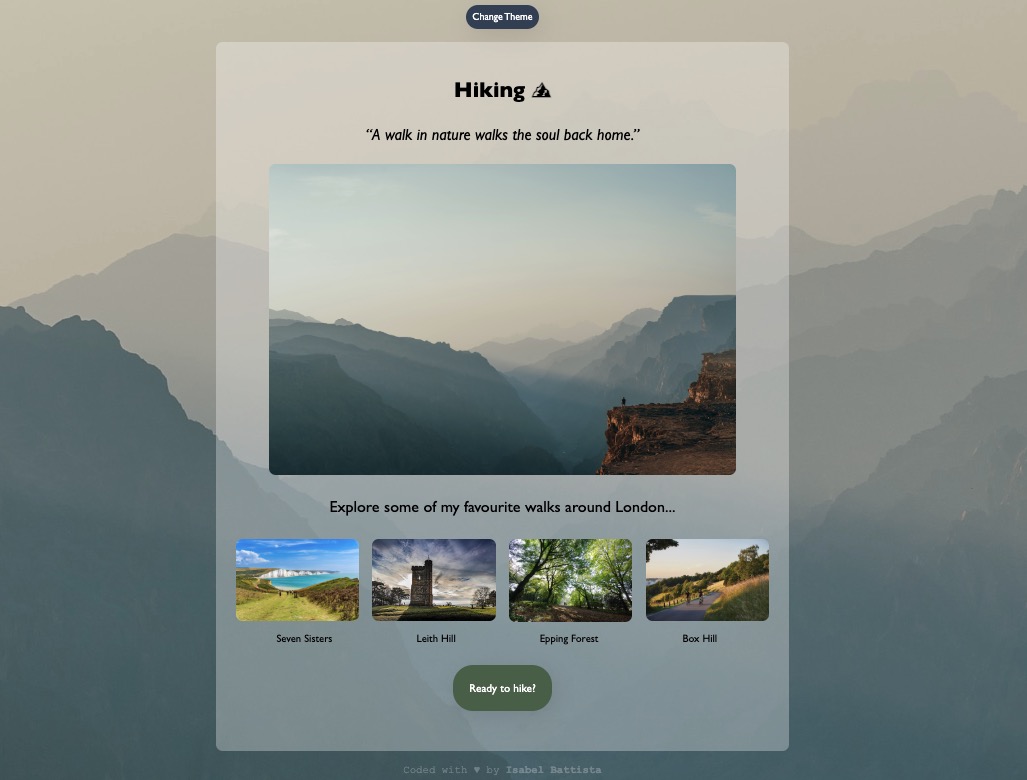 Change Theme
Hiking
“A walk in nature walks the soul back home.”
Explore some of my favourite walks around London...
Seven Sisters
Leith Hill
Epping Forest
Box Hill
Ready to hike?
Coded with ♥ by Isabel Battista